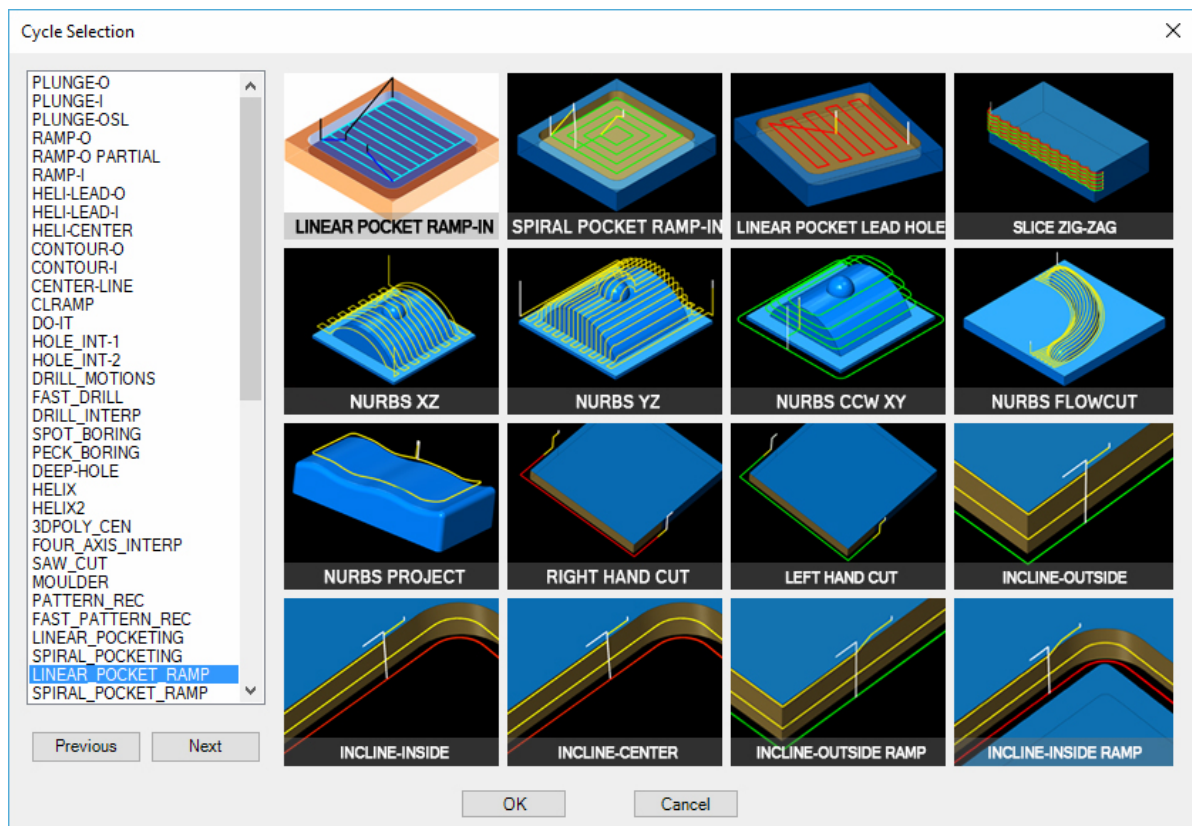 Cycle Selection
PLUNGE-O
PLUNGE-I
PLUNGE-OSL
RAMP-O
RAMP-O PARTIAL
RAMP-I
HELI-LEAD-O
HELI-LEAD-I
HELI-CENTER
CONTOUR-O
CONTOUR-I
CENTER-LINE
CLRAMP
DO-IT
HOLE_INT-1
HOLE_INT-2
DRILL_MOTIONS
FAST_DRILL
DRILL_INTERP
SPOT_BORING
PECK_BORING
DEEP-HOLE
HELIX
HELIX2
3DPOLY_CEN
FOUR_AXIS_INTERP
SAW_CUT
MOULDER
PATTERN_REC
FAST_PATTERN_REC
LINEAR_POCKETING
SPIRAL_POCKETING
LINEAR_POCKET_RAMP
SPIRAL_POCKET_RAMP
Previous
Next
LINEAR POCKET RAMP-IN
SPIRAL POCKET RAMP-IN
LINEAR POCKET LEAD HOLE
SLICE ZIG-ZAG
NURBS XZ
NURBS YZ
NURBS CCW XY
NURBS FLOWCUT
NURBS PROJECT
RIGHT HAND CUT
LEFT HAND CUT
INCLINE-OUTSIDE
INCLINE-INSIDE
INCLINE-CENTER
INCLINE-OUTSIDE RAMP
INCLINE-INSIDE RAMP
OK
Cancel